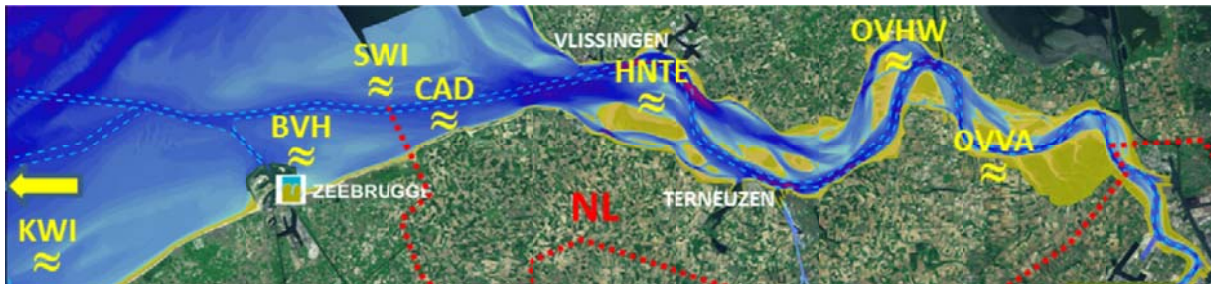 VLISSINGEN
OVHW
SWI
HNTE
CAD
BVH
OVVA
ZEEBRUGGE
TERNEUZEN
NL
KWI